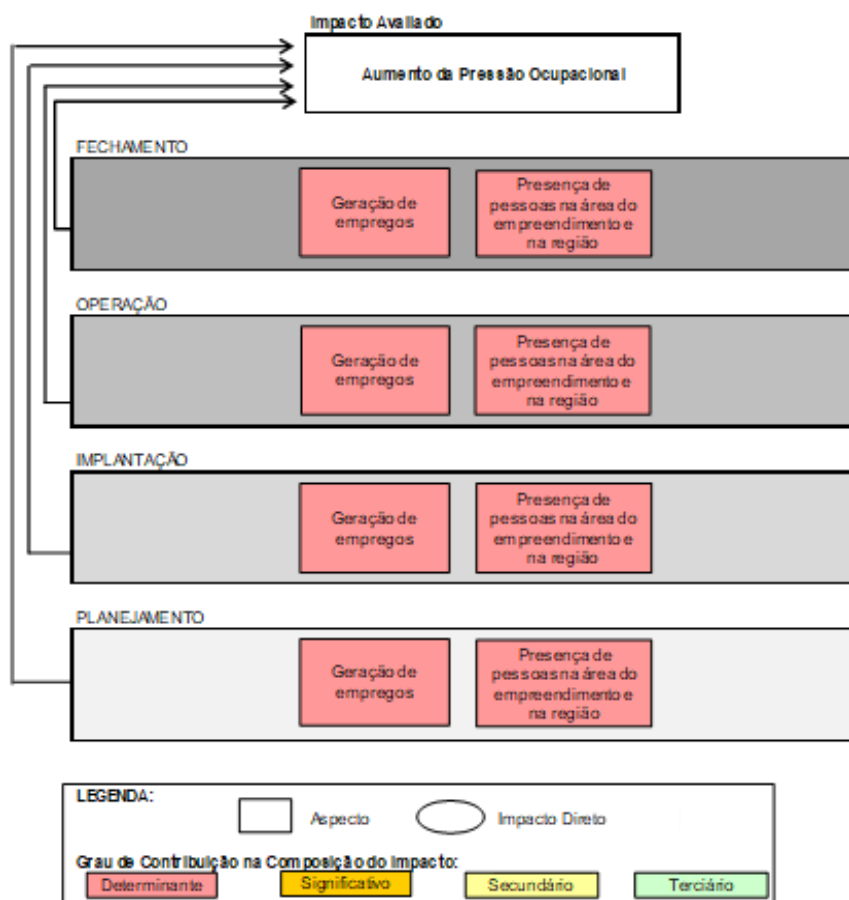 Impacto Avaliado
Aumento da Pressão Ocupacional
FECHAMENTO
Geração de
empregos
Presença de
pessoas na área do
empreendimento e
na região
OPERAÇÃO
Geração de
empregos
Presença de
pessoas na área do
empreendimento e
na região
IMPLANTAÇÃO
Geração de
empregos
Presença de
pessoas na área do
empreendimento e
na região
PLANEJAMENTO
Geração de
empregos
Presença de
pessoas na área do
empreendimento e
na região
LEGENDA:
Aspecto
Impacto Direto
Grau de Contribuição na Composição do Impacto:
Determinante
Significativo
Secundário
Terciário